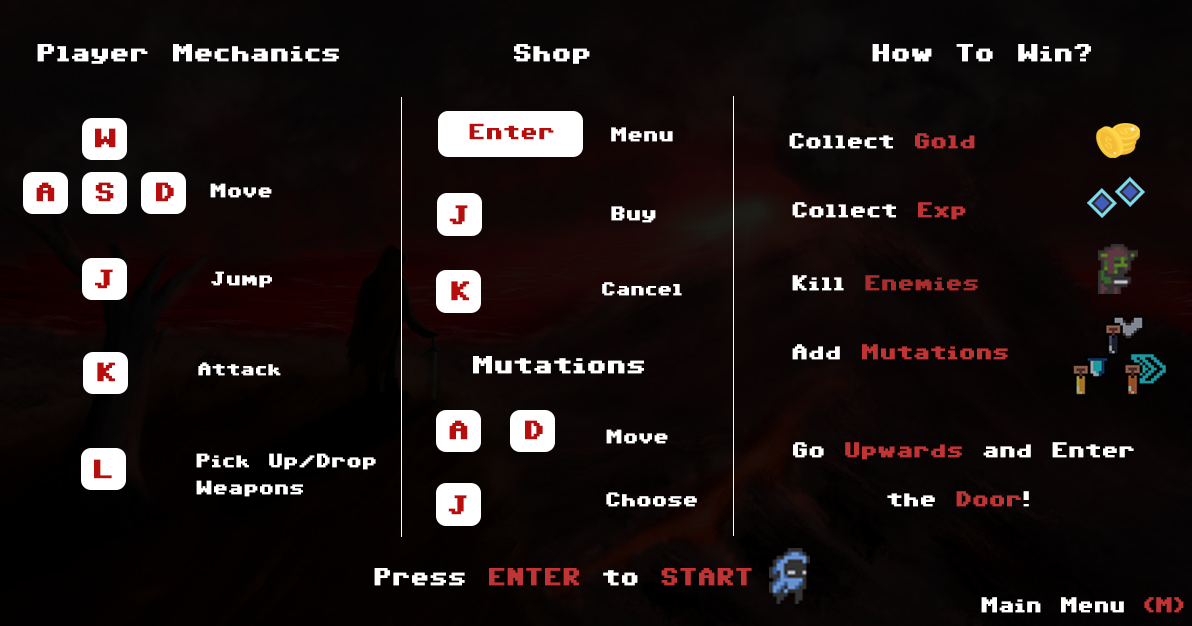 Player Mechanics
W
A S D Move
J Jump
K Attack
L Pick Up/Drop
Weapons
Shop
Enter Menu
J Buy
K Cancel
Mutations
A D Move
J Choose
How To Win?
Collect Gold
Collect Exp
Kill Enemies
Add Mutations
Go Upwards and Enter
the Door!
Press ENTER to START
Main Menu (M)